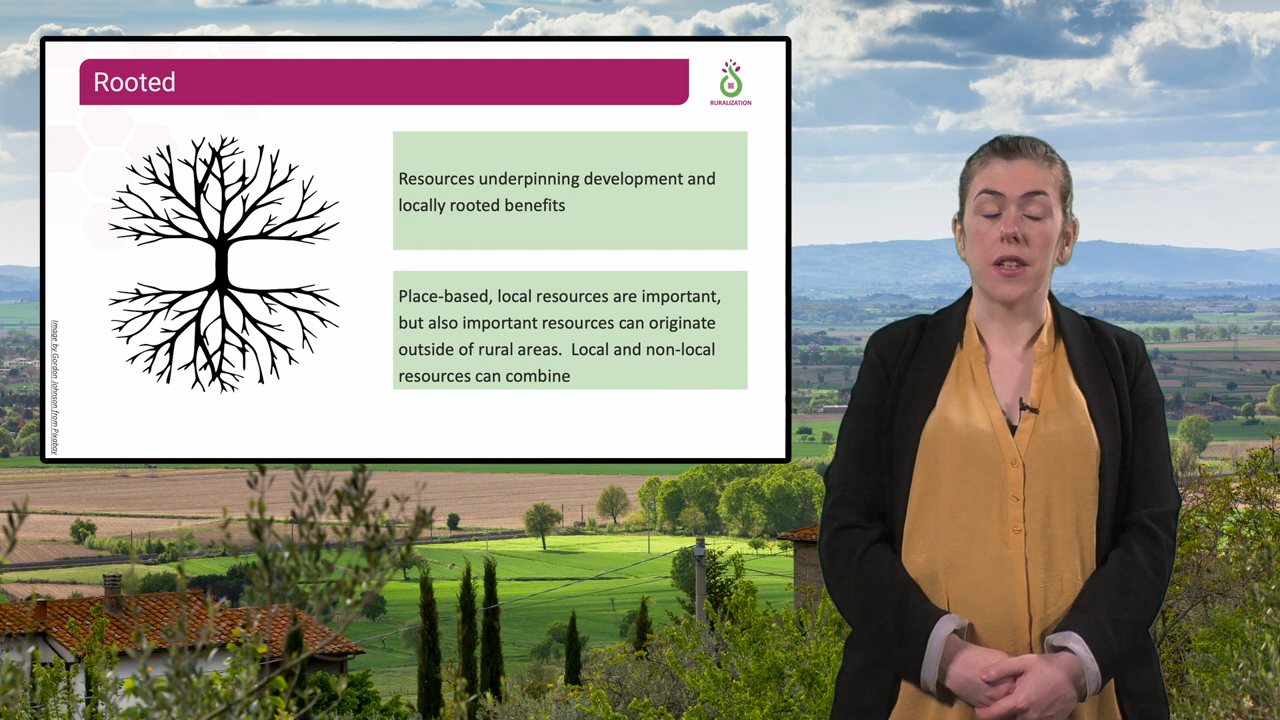 Rooted
RURALIZATION
Resources underpinning development and
locally rooted benefits
Place-based, local resources are important,
but also important resources can originate
outside of rural areas. Local and non-local
resources can combine
Image by Gordon Johnson from Pixabay